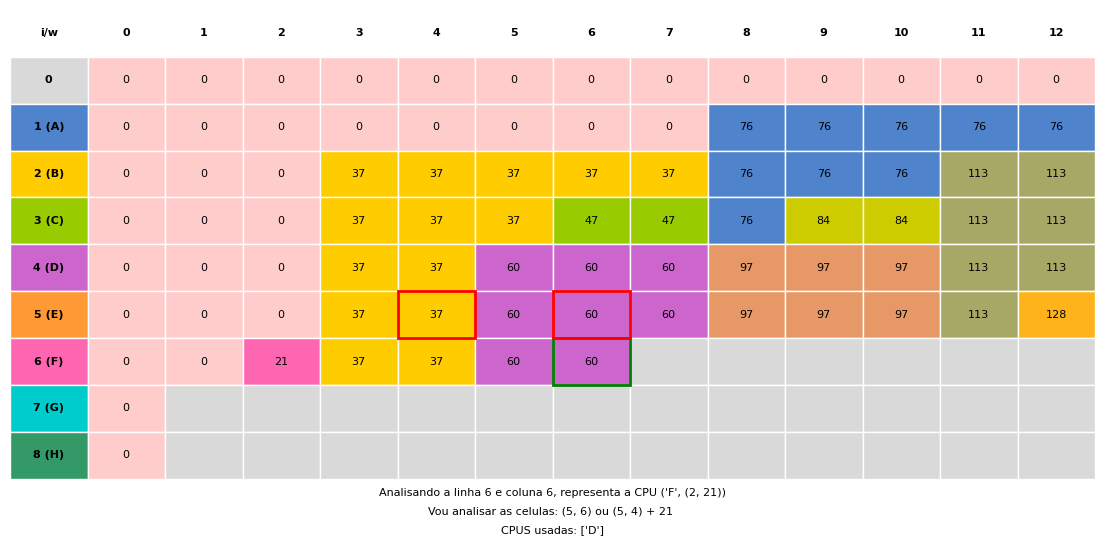 i/w 0 1 2 3 4 5 6 7 8 9 10 11 12
0 0 0 0 0 0 0 0 0 0 0 0 0 0
1 (A) 0 0 0 0 0 0 0 0 76 76 76 76 76
2 (B) 0 0 0 37 37 37 37 37 76 76 76 113 113
3 (C) 0 0 0 37 37 37 47 47 76 84 84 113 113
4 (D) 0 0 0 37 37 60 60 60 97 97 97 113 113
5 (E) 0 0 0 37 37 60 60 60 97 97 97 113 128
6 (F) 0 0 21 37 37 60 60
7 (G) 0
8 (H) 0
Analisando a linha 6 e coluna 6, representa a CPU ('F', (2, 21))
Vou analisar as celulas: (5, 6) ou (5, 4) + 21
CPUS usadas: ['D']